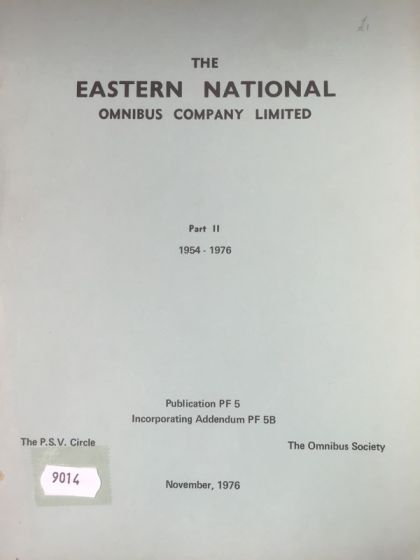 £1
THE
EASTERN NATIONAL
OMNIBUS COMPANY LIMITED
Part II
1954 - 1976
Publication PF 5
Incorporating Addendum PF 5B
The P.S.V. Circle
The Omnibus Society
9014
November, 1976